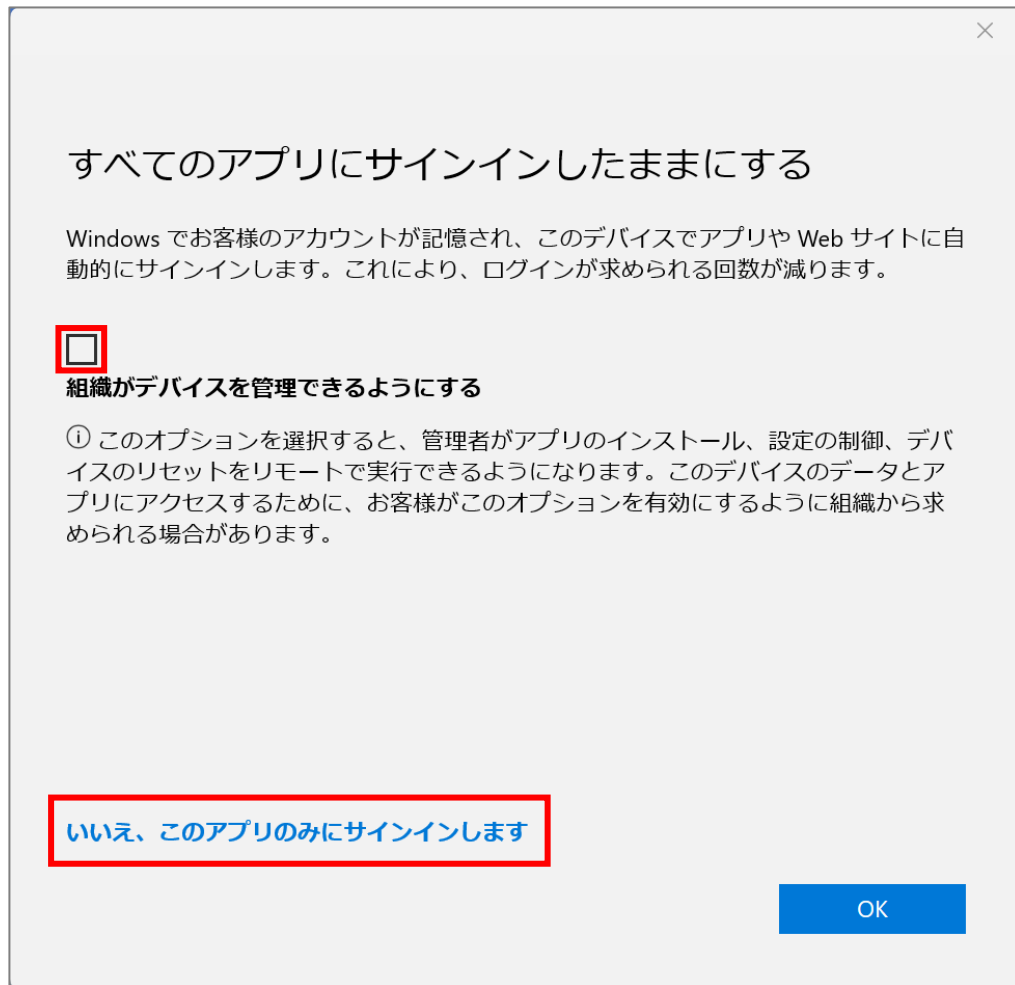 すべてのアプリにサインインしたままにする
Windows でお客様のアカウントが記憶され、このデバイスでアプリや Web サイトに自
動的にサインインします。これにより、ログインが求められる回数が減ります。
組織がデバイスを管理できるようにする
ⓘ このオプションを選択すると、管理者がアプリのインストール、設定の制御、デバ
イスのリセットをリモートで実行できるようになります。このデバイスのデータとア
プリにアクセスするために、お客様がこのオプションを有効にするように組織から求
められる場合があります。
いいえ、このアプリのみにサインインします
OK